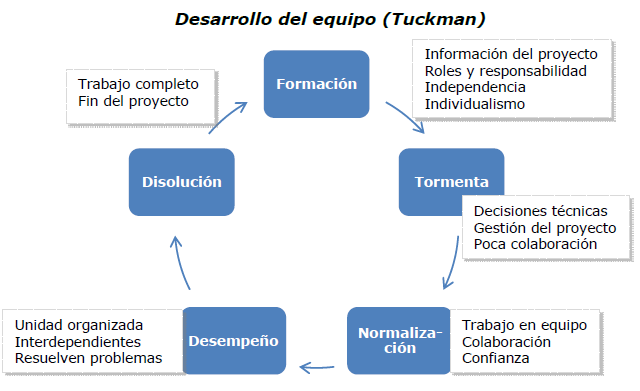 Desarrollo del equipo (Tuckman)
Formación
Información del proyecto
Roles y responsabilidad
Independencia
Individualismo
Tormenta
Decisiones técnicas
Gestión del proyecto
Poca colaboración
Normaliza-
ción
Trabajo en equipo
Colaboración
Confianza
Desempeño
Unidad organizada
Interdependientes
Resuelven problemas
Disolución
Trabajo completo
Fin del proyecto